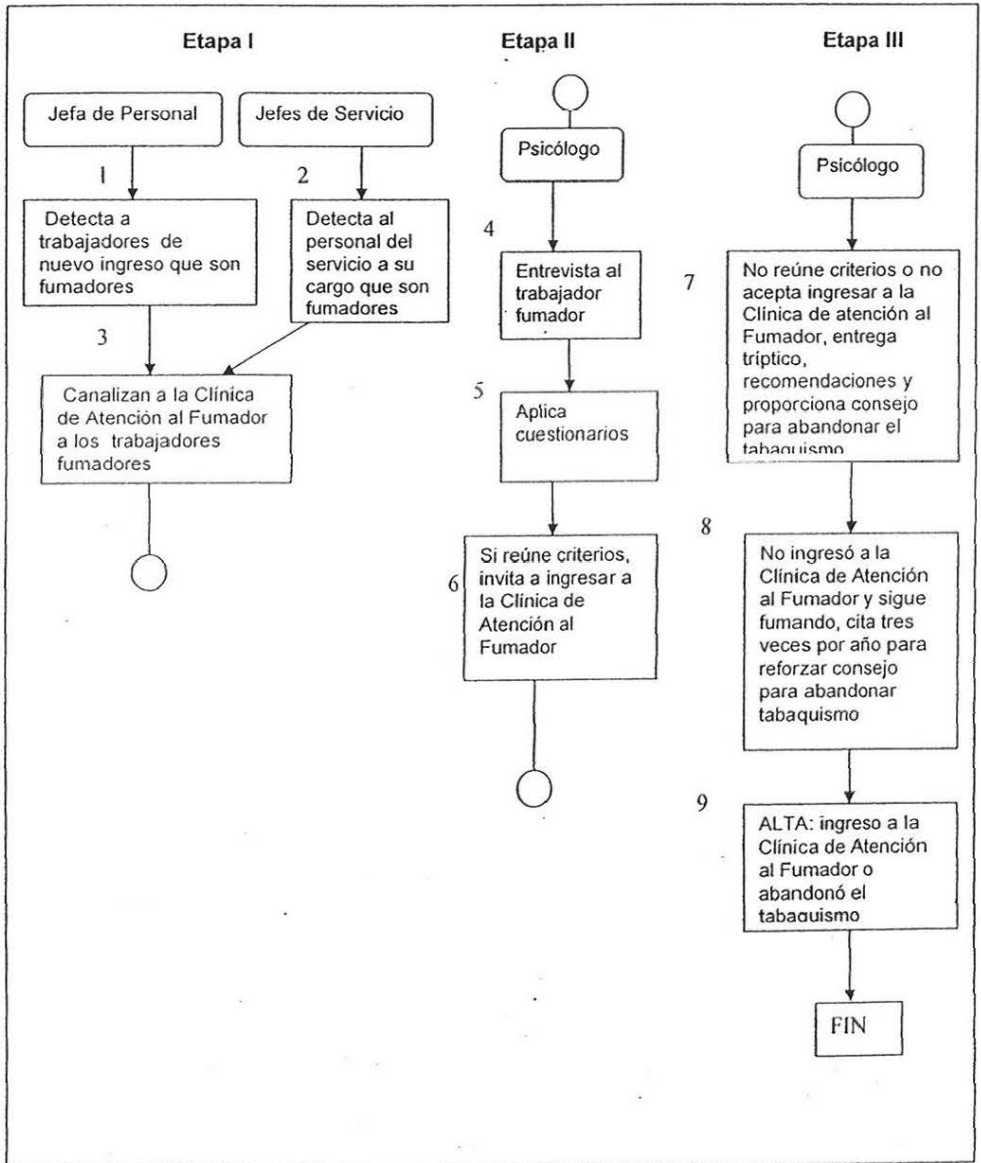 Etapa I
Jefa de Personal
Jefes de Servicio
1
2
Detecta a
trabajadores de
nuevo ingreso que son
fumadores
Detecta al
personal del
servicio a su
cargo que son
fumadores
3
Canalizan a la Clínica
de Atención al Fumador
a los trabajadores
fumadores
Etapa II
Psicólogo
4
Entrevista al
trabajador
fumador
5
Aplica
cuestionarios
6
Si reúne criterios,
invita a ingresar a
la Clínica de
Atención al
Fumador
Etapa III
Psicólogo
7
No reúne criterios o no
acepta ingresar a la
Clínica de atención al
Fumador, entrega
tríptico,
recomendaciones y
proporciona consejo
para abandonar el
tabaquismo
8
No ingresó a la
Clínica de Atención
al Fumador y sigue
fumando, cita tres
veces por año para
reforzar consejo
para abandonar
tabaquismo
9
ALTA: ingreso a la
Clínica de Atención
al Fumador o
abandonó el
tabaquismo
FIN